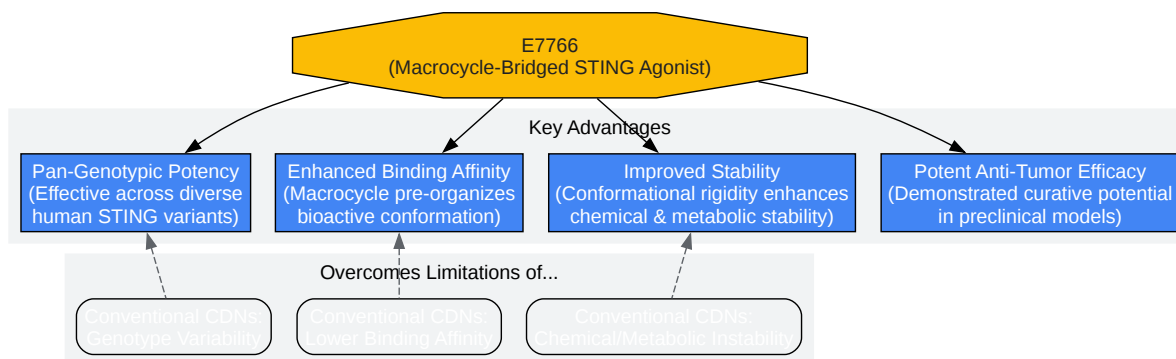 E7766
(Macrocycle-Bridged STING Agonist)
Key Advantages
Pan-Genotypic Potency
(Effective across diverse
human STING variants)
Enhanced Binding Affinity
(Macrocycle pre-organizes
bioactive conformation)
Improved Stability
(Conformational rigidity enhances
chemical & metabolic stability)
Potent Anti-Tumor Efficacy
(Demonstrated curative potential
in preclinical models)
Overcomes Limitations of...
Conventional CDNs:
Genotype Variability
Conventional CDNs:
Lower Binding Affinity
Conventional CDNs:
Chemical/Metabolic Instability